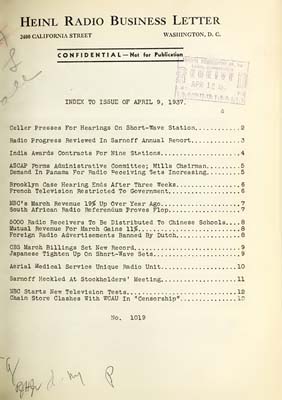 HEINL RADIO BUSINESS LETTER
2400 CALIFORNIA STREET WASHINGTON, D. C.
CONFIDENTIAL—Not for Publication
APR 12
INDEX TO ISSUE OF APRIL 9, 1937.
Celler Presses For Hearings On Short-Wave Station...........2
Radio Progress Reviewed In Sarnoff Annual Report............3
India Awards Contracts For Nine Stations....................4
ASCAP Forms Administrative Committee; Mills Chairman........5
Demand In Panama For Radio Receiving Sets Increasing........5
Brooklyn Case Hearing Ends After Three Weeks................6
French Television Restricted To Government..................6
NBC's March Revenue 19% Up Over Year Ago....................7
South African Radio Referendum Proves Flop..................7
5000 Radio Receivers To Be Distributed To Chinese Schools...8
Mutual Revenue For March Gains 11%..........................8
Foreign Radio Advertisements Banned By Dutch................8
CBS March Billings Set New Record...........................9
Japanese Tighten Up On Short-Wave Sets......................9
Aerial Medical Service Unique Radio Unit....................10
Sarnoff Heckled At Stockholders' Meeting....................11
NBC Starts New Television Tests.............................12
Chain Store Clashes With WCAU In "Censorship"...............12
No. 1019